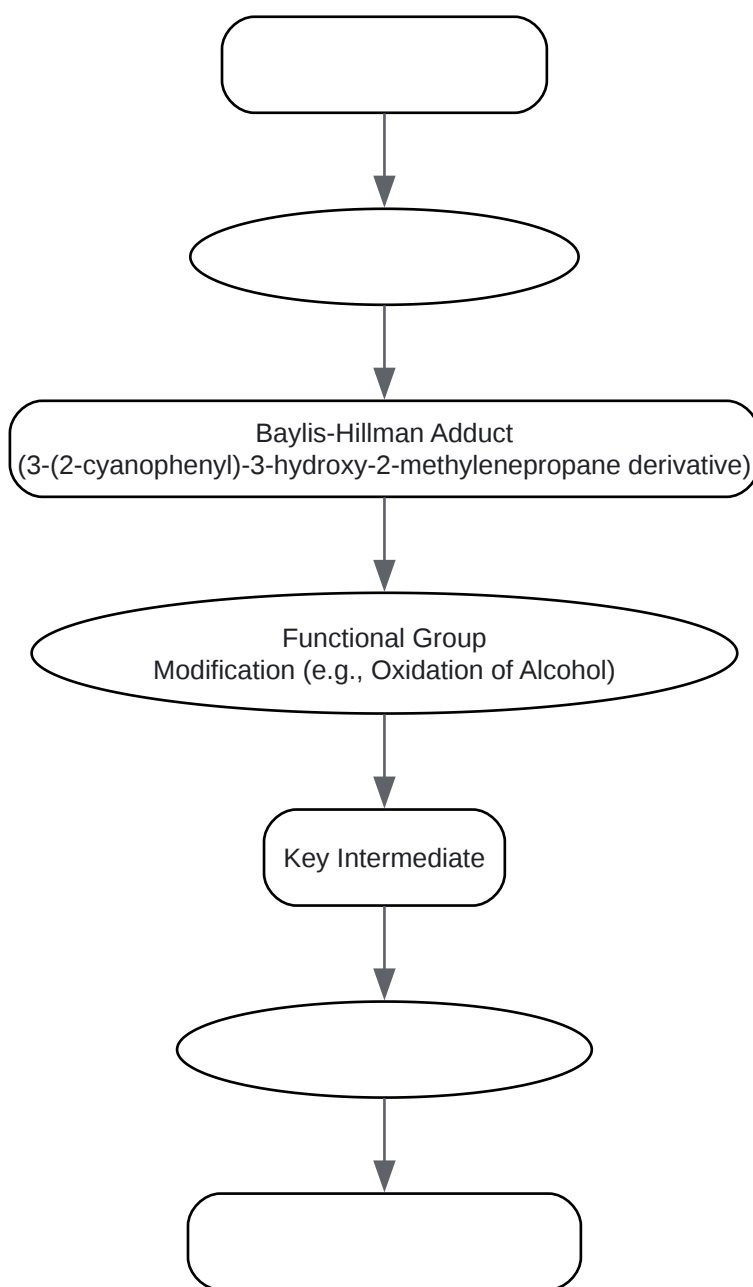 Baylis-Hillman Adduct
(3-(2-cyanophenyl)-3-hydroxy-2-methylenepropane derivative)
Functional Group
Modification (e.g., Oxidation of Alcohol)
Key Intermediate